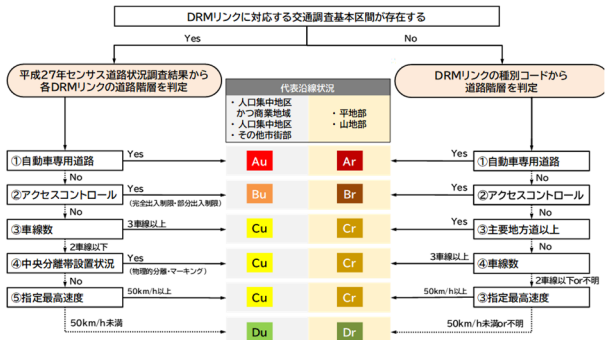 DRMリンクに対応する交通調査基本区間が存在する
Yes
No
平成27年センサス道路状況調査結果から
各DRMリンクの道路階層を判定
代表沿線状況
・人口集中地区
かつ商業地域
・人口集中地区
・その他市街部
・平地部
・山地部
DRMリンクの種別コードから
道路階層を判定
①自動車専用道路
Yes
Au
Ar
Yes
①自動車専用道路
No
No
②アクセスコントロール
Yes
(完全出入制限・部分出入制限)
Bu
Br
Yes
②アクセスコントロール
No
No
③車線数
3車線以上
Cu
Cr
Yes
③主要地方道以上
2車線以下
No
④中央分離帯設置状況
Yes
(物理的分離・マーキング)
Cu
Cr
3車線以上
④車線数
No
2車線以下or不明
⑤指定最高速度
50km/h以上
Cu
Cr
50km/h以上
③指定最高速度
50km/h未満
Du
Dr
50km/h未満or不明